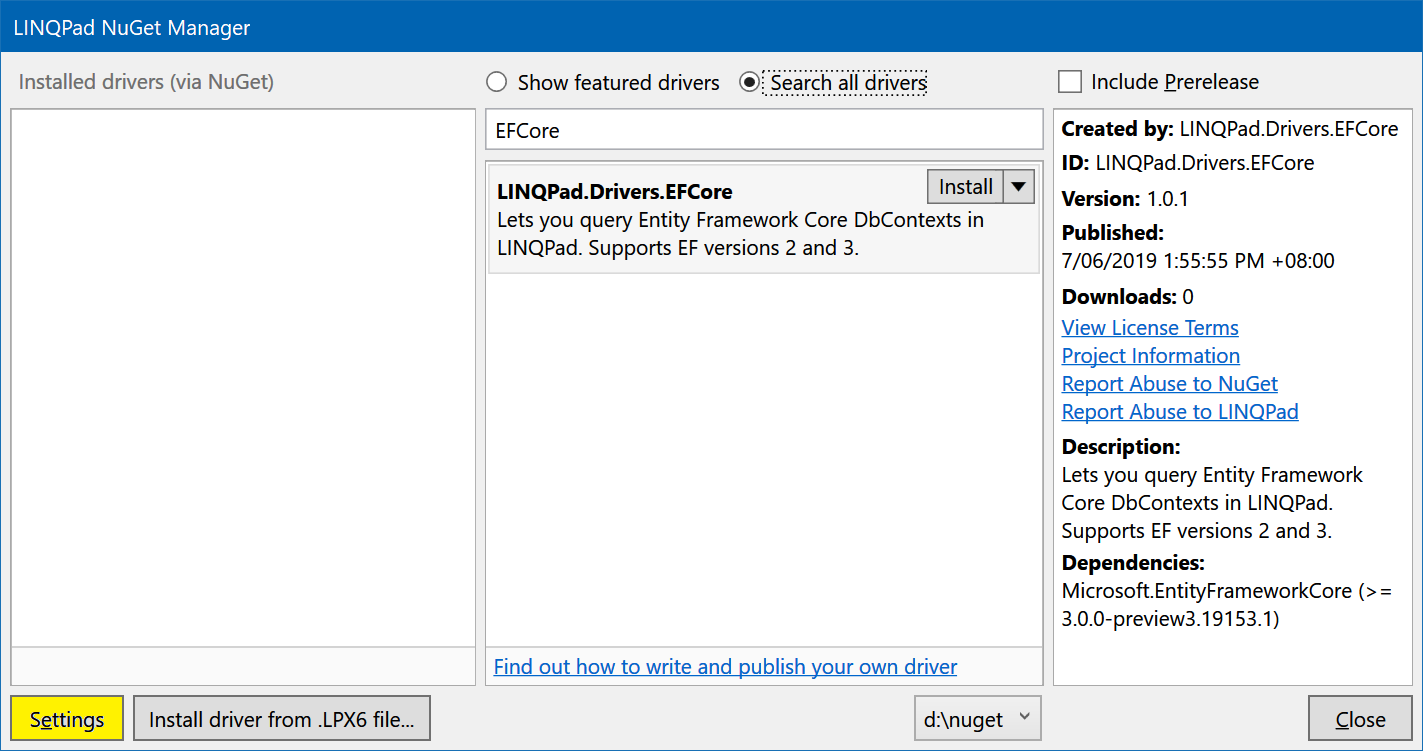 LINQPad NuGet Manager
Installed drivers (via NuGet)
Show featured drivers
Search all drivers
Include Prerelease
EFCore
LINQPad.Drivers.EFCore
Install
Lets you query Entity Framework Core DbContexts in
LINQPad. Supports EF versions 2 and 3.
Find out how to write and publish your own driver
Created by: LINQPad.Drivers.EFCore
ID: LINQPad.Drivers.EFCore
Version: 1.0.1
Published:
7/06/2019 1:55:55 PM +08:00
Downloads: 0
View License Terms
Project Information
Report Abuse to NuGet
Report Abuse to LINQPad
Description:
Lets you query Entity Framework
Core DbContexts in LINQPad.
Supports EF versions 2 and 3.
Dependencies:
Microsoft.EntityFrameworkCore (>=
3.0.0-preview3.19153.1)
Settings
Install driver from .LPX6 file...
d:\nuget
Close